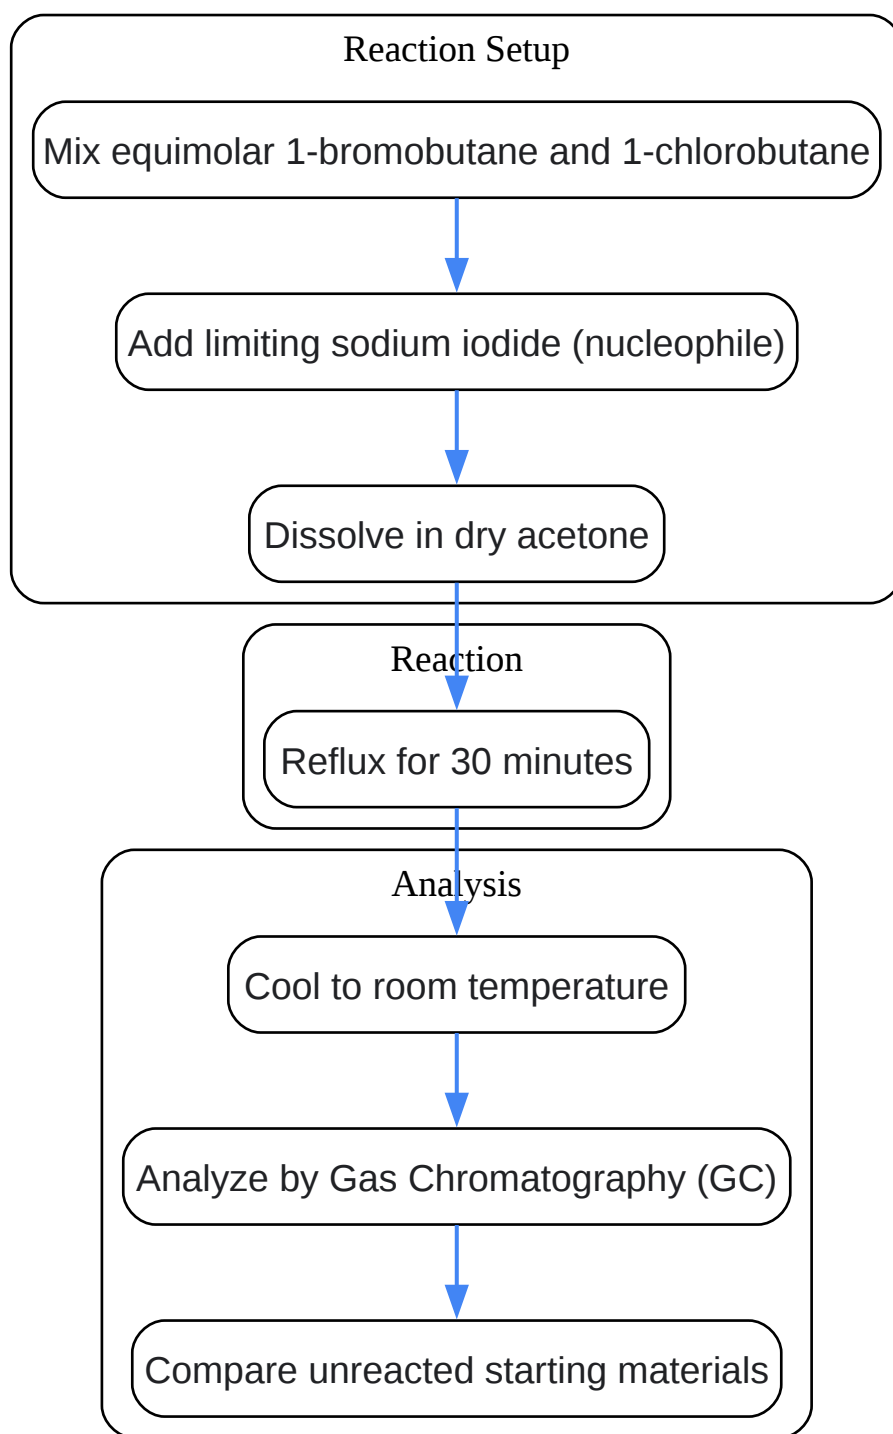 Reaction Setup
Mix equimolar 1-bromobutane and 1-chlorobutane
Add limiting sodium iodide (nucleophile)
Dissolve in dry acetone
Reaction
Reflux for 30 minutes
Analysis
Cool to room temperature
Analyze by Gas Chromatography (GC)
Compare unreacted starting materials